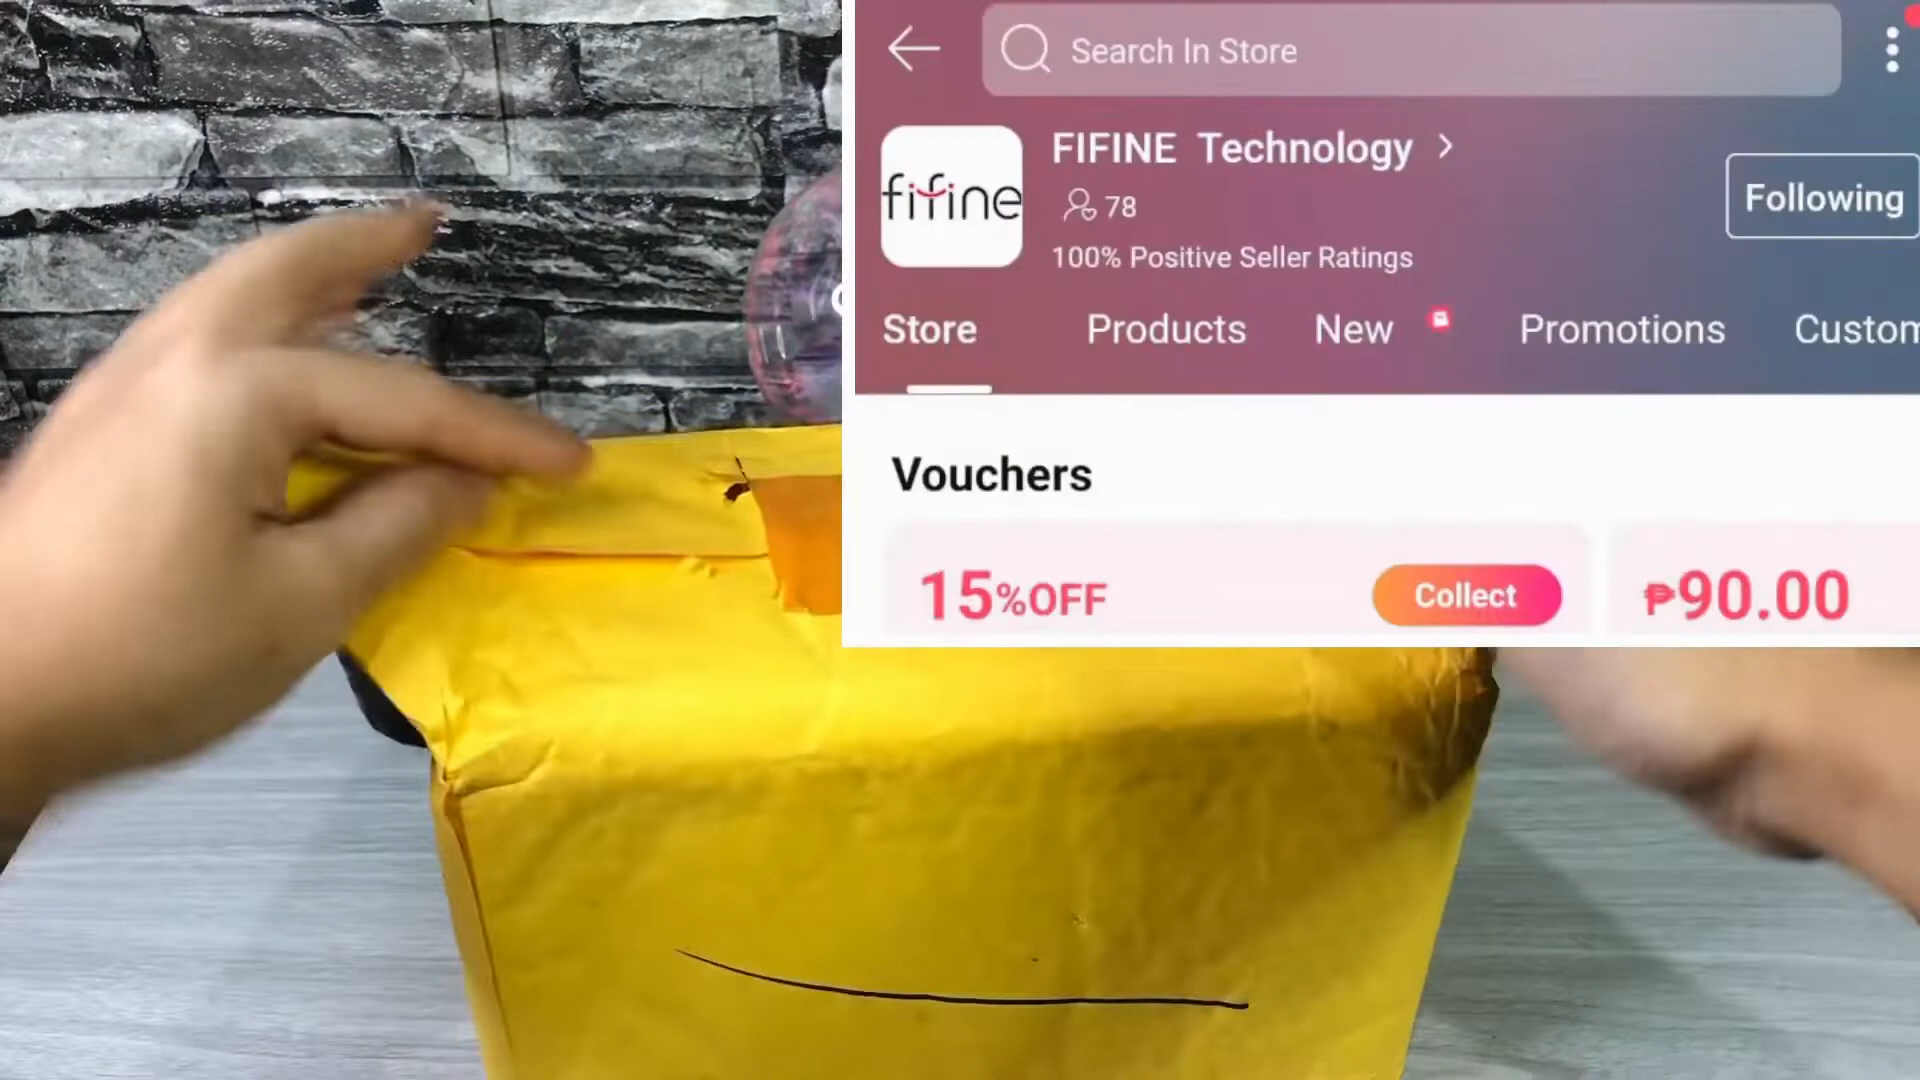 Search In Store
FIFINE Technology
fifine
78
100% Positive Seller Ratings
Following
Store Products New Promotions Custom
Vouchers
15%OFF Collect ₱90.00